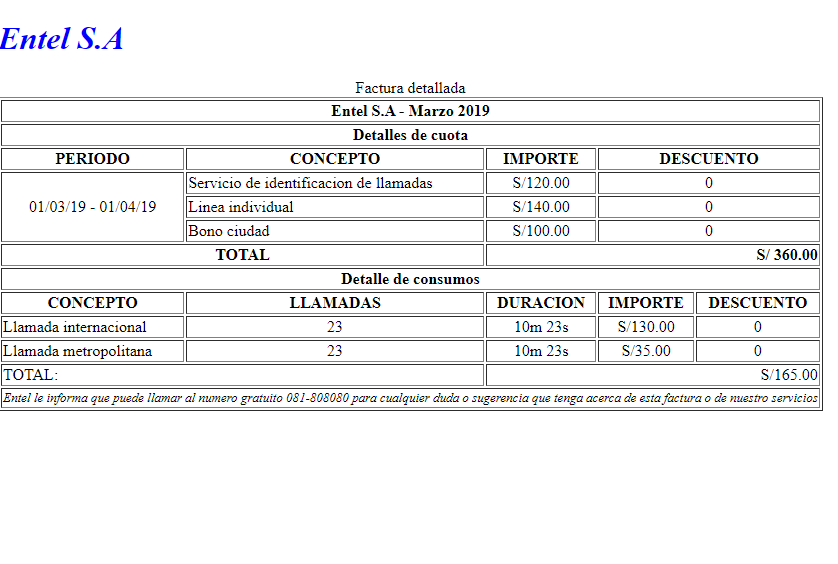 Entel S.A
Factura detallada
Entel S.A - Marzo 2019
Detalles de cuota
PERIODO CONCEPTO IMPORTE DESCUENTO
01/03/19 - 01/04/19 Servicio de identificacion de llamadas S/120.00 0
Linea individual S/140.00 0
Bono ciudad S/100.00 0
TOTAL S/ 360.00
Detalle de consumos
CONCEPTO LLAMADAS DURACION IMPORTE DESCUENTO
Llamada internacional 23 10m 23s S/130.00 0
Llamada metropolitana 23 10m 23s S/35.00 0
TOTAL: S/165.00
Entel le informa que puede llamar al numero gratuito 081-808080 para cualquier duda o sugerencia que tenga acerca de esta factura o de nuestro servicios